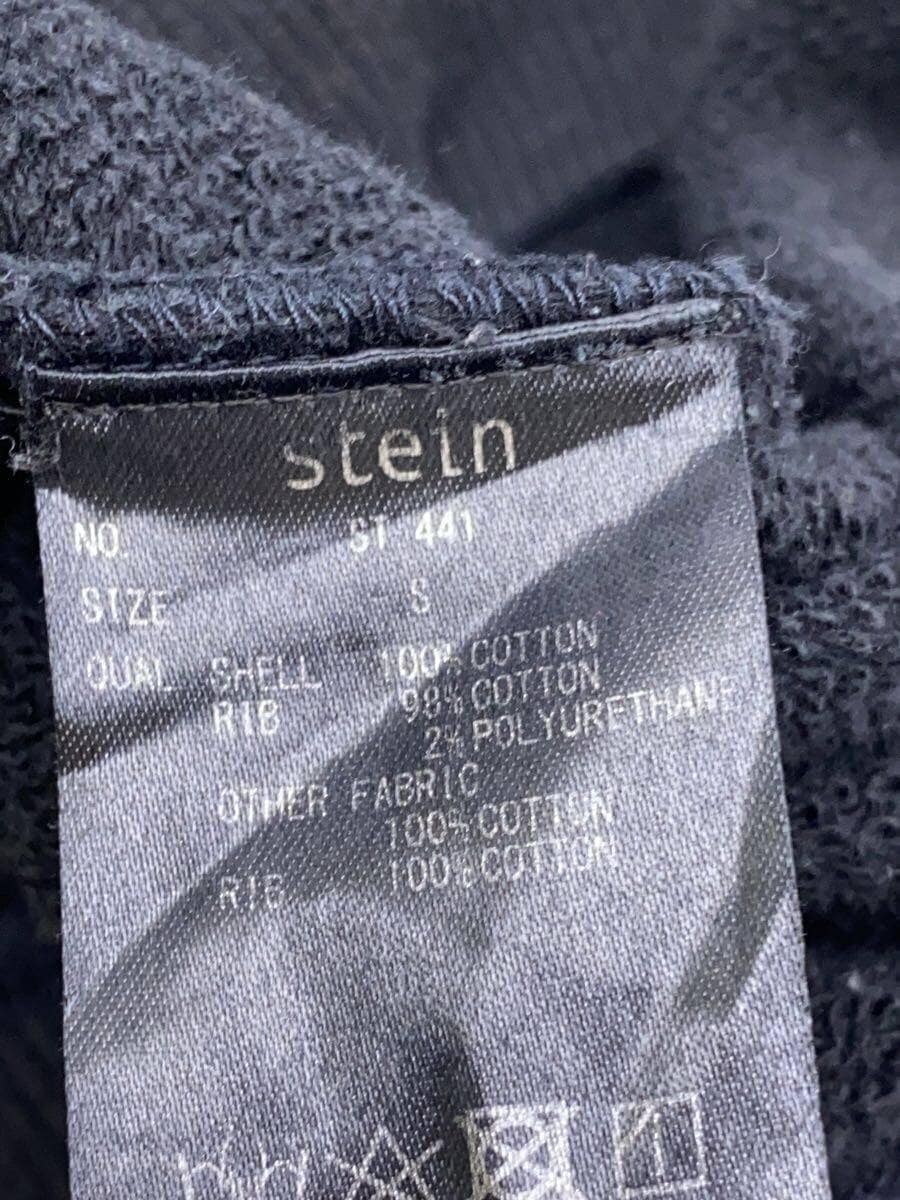 stein
NO. ST 441
SIZE S
QUAL SHELL 100% COTTON
RIB 98% COTTON
2% POLYURETHANE
OTHER FABRIC
100% COTTON
RIB 100% COTTON